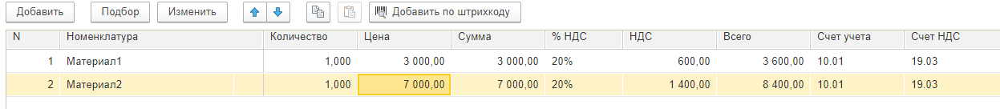 Добавить Подбор Изменить Добавить по штрихкоду
N Номенклатура Количество Цена Сумма % НДС НДС Всего Счет учета Счет НДС
1 Материал1 1,000 3 000,00 3 000,00 20% 600,00 3 600,00 10.01 19.03
2 Материал2 1,000 7 000,00 7 000,00 20% 1 400,00 8 400,00 10.01 19.03